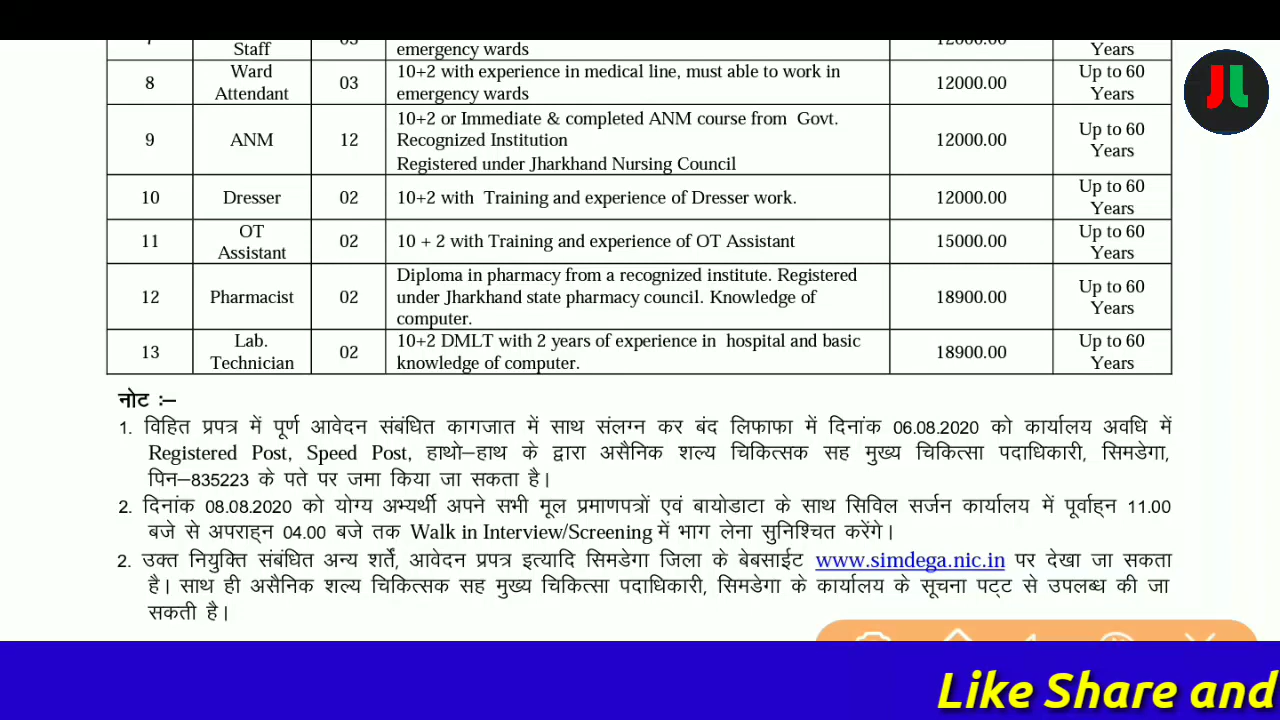 Staff 03 emergency wards 12000.00 Years
8 Ward Attendant 03 10+2 with experience in medical line, must able to work in emergency wards 12000.00 Up to 60 Years
9 ANM 12 10+2 or Immediate & completed ANM course from Govt. Recognized Institution Registered under Jharkhand Nursing Council 12000.00 Up to 60 Years
10 Dresser 02 10+2 with Training and experience of Dresser work. 12000.00 Up to 60 Years
11 OT Assistant 02 10 + 2 with Training and experience of OT Assistant 15000.00 Up to 60 Years
12 Pharmacist 02 Diploma in pharmacy from a recognized institute. Registered under Jharkhand state pharmacy council. Knowledge of computer. 18900.00 Up to 60 Years
13 Lab. Technician 02 10+2 DMLT with 2 years of experience in hospital and basic knowledge of computer. 18900.00 Up to 60 Years
नोट :–
1. विहित प्रपत्र में पूर्ण आवेदन संबंधित कागजात में साथ संलग्न कर बंद लिफाफा में दिनांक 06.08.2020 को कार्यालय अवधि में
Registered Post, Speed Post, हाथो–हाथ के द्वारा असैनिक शल्य चिकित्सक सह मुख्य चिकित्सा पदाधिकारी, सिमडेगा,
पिन–835223 के पते पर जमा किया जा सकता है।
2. दिनांक 08.08.2020 को योग्य अभ्यर्थी अपने सभी मूल प्रमाणपत्रों एवं बायोडाटा के साथ सिविल सर्जन कार्यालय में पूर्वाह्न 11.00
बजे से अपराह्न 04.00 बजे तक Walk in Interview/Screening में भाग लेना सुनिश्चित करेंगे।
2. उक्त नियुक्ति संबंधित अन्य शर्तें, आवेदन प्रपत्र इत्यादि सिमडेगा जिला के बेबसाईट www.simdega.nic.in पर देखा जा सकता
है। साथ ही असैनिक शल्य चिकित्सक सह मुख्य चिकित्सा पदाधिकारी, सिमडेगा के कार्यालय के सूचना पट्ट से उपलब्ध की जा
सकती है।
JL
Like Share and